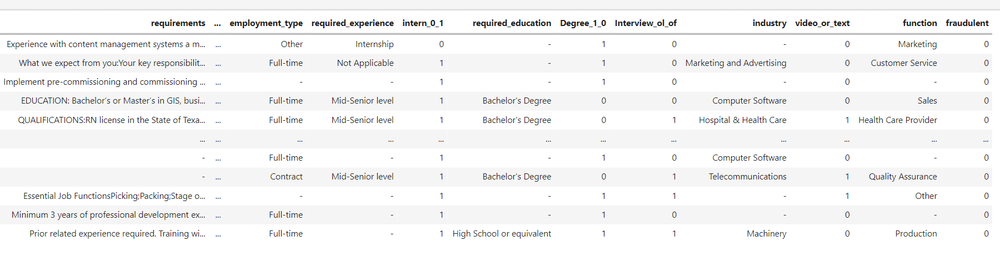 requirements ... employment_type required_experience intern_0_1 required_education Degree_1_0 Interview_ol_of industry video_or_text function fraudulent
Experience with content management systems a m... ... Other Internship 0 - 1 0 - 0 Marketing 0
What we expect from you:Your key responsibilit... ... Full-time Not Applicable 1 - 1 0 Marketing and Advertising 0 Customer Service 0
Implement pre-commissioning and commissioning ... ... - - 1 - 1 0 - 0 - 0
EDUCATION: Bachelor’s or Master’s in GIS, busi... ... Full-time Mid-Senior level 1 Bachelor's Degree 0 0 Computer Software 0 Sales 0
QUALIFICATIONS:RN license in the State of Texa... ... Full-time Mid-Senior level 1 Bachelor's Degree 0 1 Hospital & Health Care 1 Health Care Provider 0
... ... ... ... ... ... ... ... ... ... ... ...
- ... Full-time - 1 - 1 0 Computer Software 0 - 0
- ... Contract Mid-Senior level 1 Bachelor's Degree 0 1 Telecommunications 1 Quality Assurance 0
Essential Job FunctionsPicking;Packing;Stage o... ... - - 1 - 1 1 - 1 Other 0
Minimum 3 years of professional development ex... ... Full-time - 1 - 1 0 - 0 - 0
Prior related experience required. Training wi... ... Full-time - 1 High School or equivalent 1 1 Machinery 0 Production 0